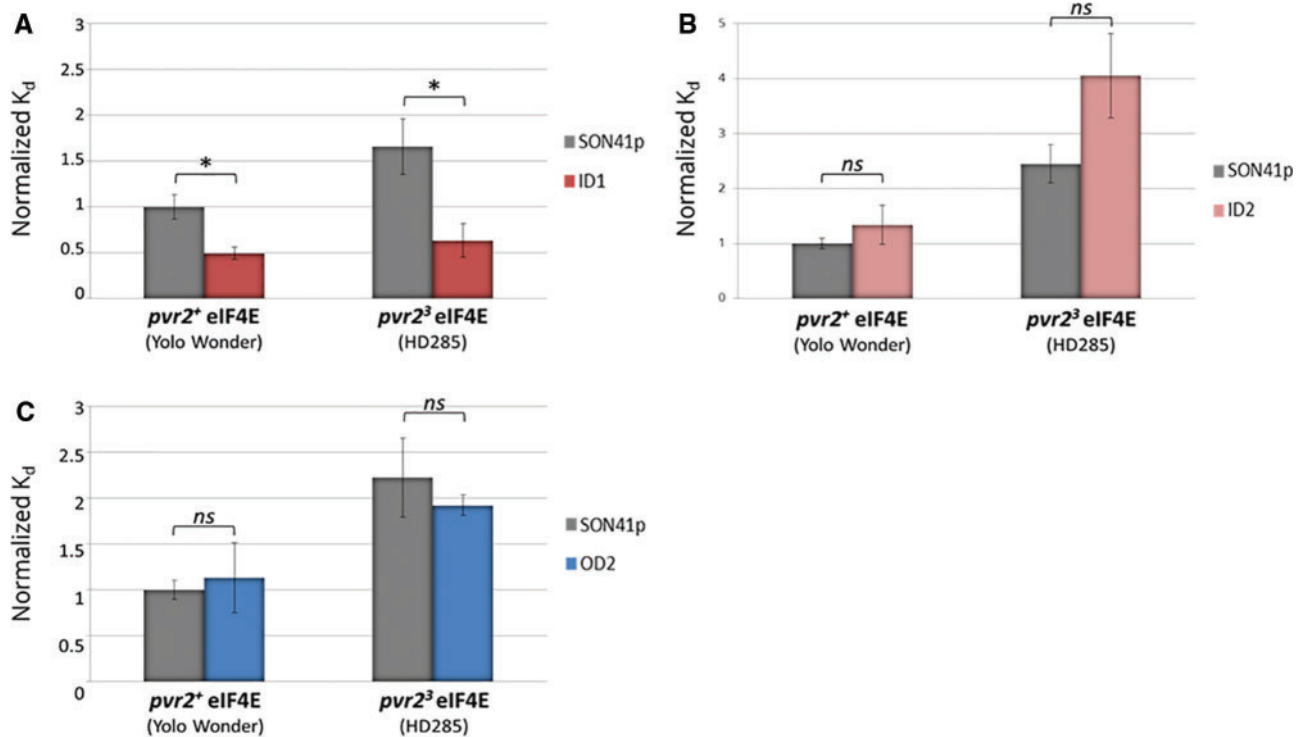 A
Normalized Kd
3
2.5
2
1.5
1
0.5
0
*
*
SON41p
ID1
pvr2⁺ eIF4E
(Yolo Wonder)
pvr2³ eIF4E
(HD285)
B
Normalized Kd
5
4
3
2
1
0
ns
ns
SON41p
ID2
pvr2⁺ eIF4E
(Yolo Wonder)
pvr2³ eIF4E
(HD285)
C
Normalized Kd
3
2.5
2
1.5
1
0.5
0
ns
ns
SON41p
OD2
pvr2⁺ eIF4E
(Yolo Wonder)
pvr2³ eIF4E
(HD285)